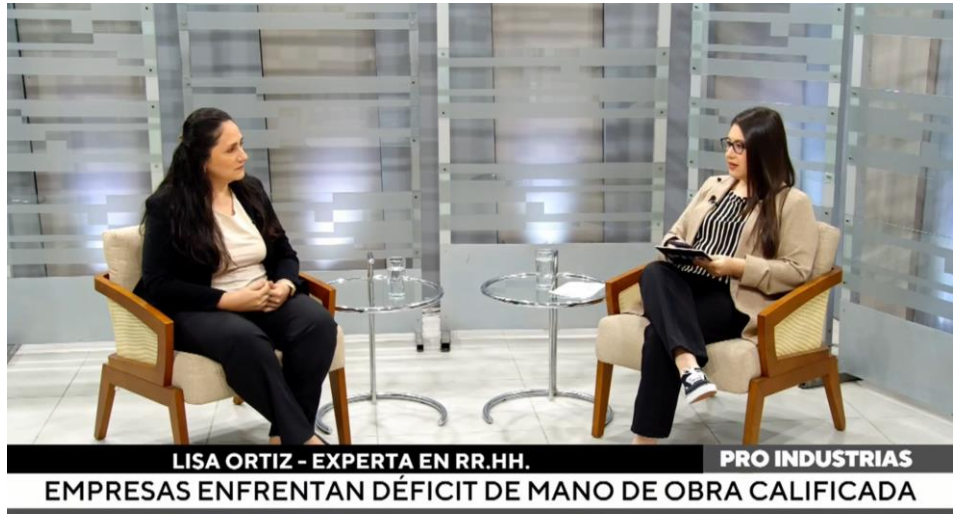 LISA ORTIZ - EXPERTA EN RR.HH.
PRO INDUSTRIAS
EMPRESAS ENFRENTAN DÉFICIT DE MANO DE OBRA CALIFICADA